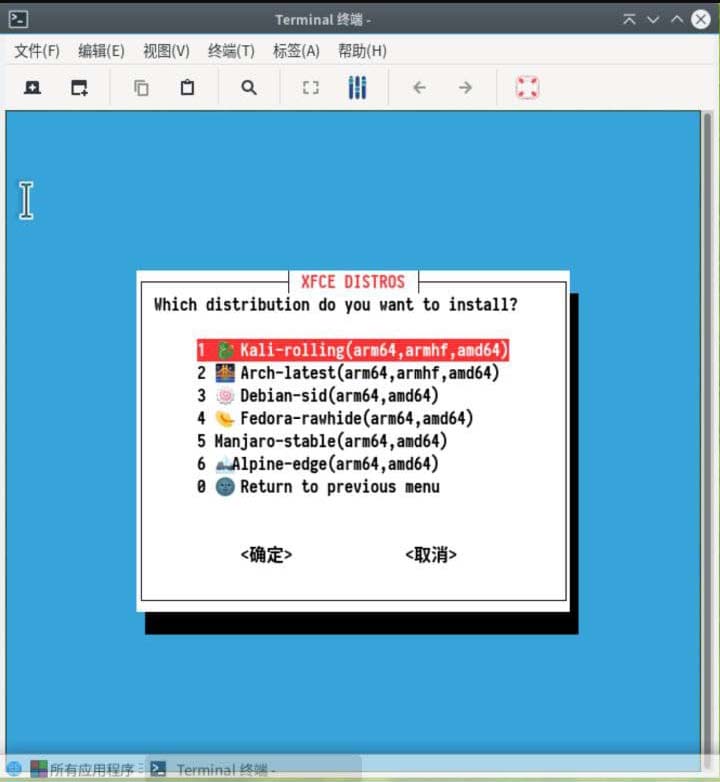 Terminal 终端 -
文件(F) 编辑(E) 视图(V) 终端(T) 标签(A) 帮助(H)
XFCE DISTROS
Which distribution do you want to install?
1 Kali-rolling(arm64,armhf,amd64)
2 Arch-latest(arm64,armhf,amd64)
3 Debian-sid(arm64,amd64)
4 Fedora-rawhide(arm64,amd64)
5 Manjaro-stable(arm64,amd64)
6 Alpine-edge(arm64,amd64)
0 Return to previous menu
<确定> <取消>
所有应用程序 Terminal 终端 -